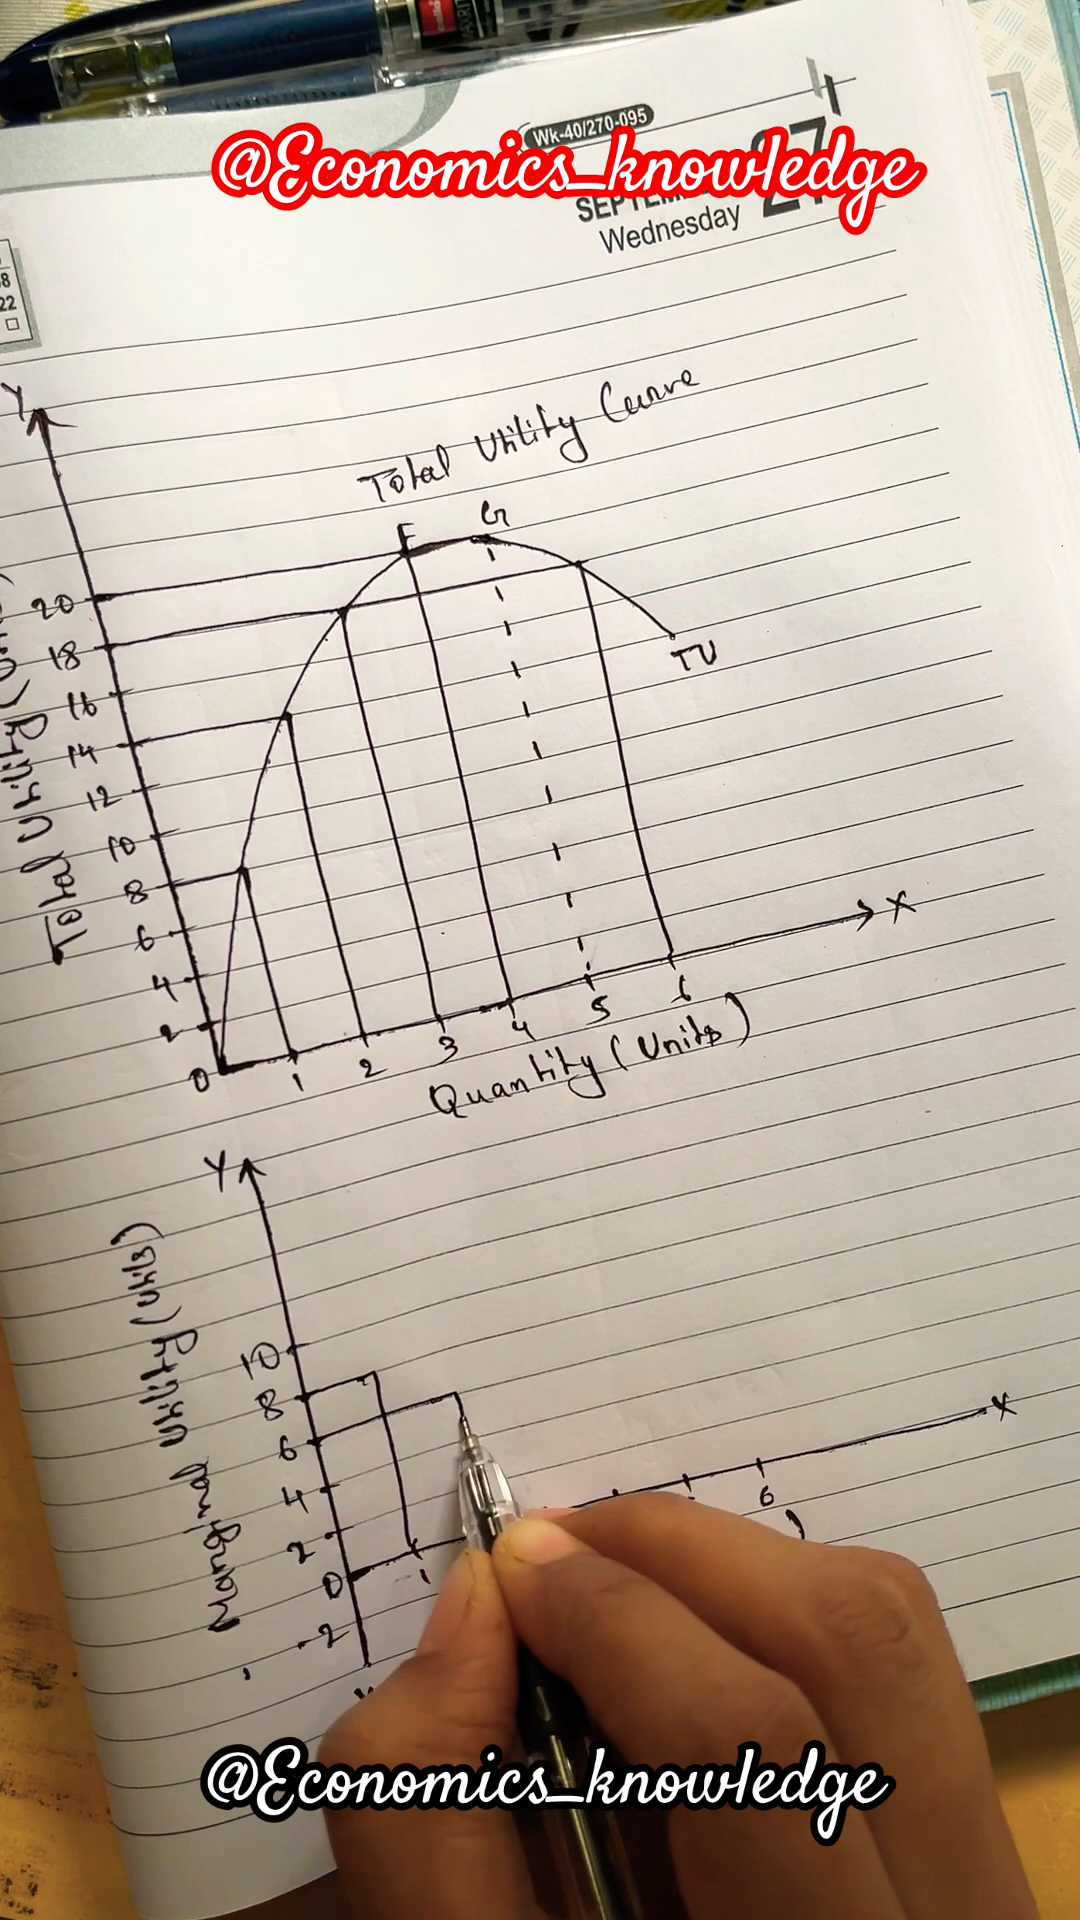 Wk-40/270-095
@Economics_knowledge
Wednesday
Total Utility Curve
Y
F
G
20
18
16
14
12
10
8
6
4
2
0
Total Utility
TU
X
1 2 3 4 5 6
Quantity (Units)
Y
Marginal Utility (Utils)
10
8
6
4
2
0
-2
1
6
X
@Economics_knowledge